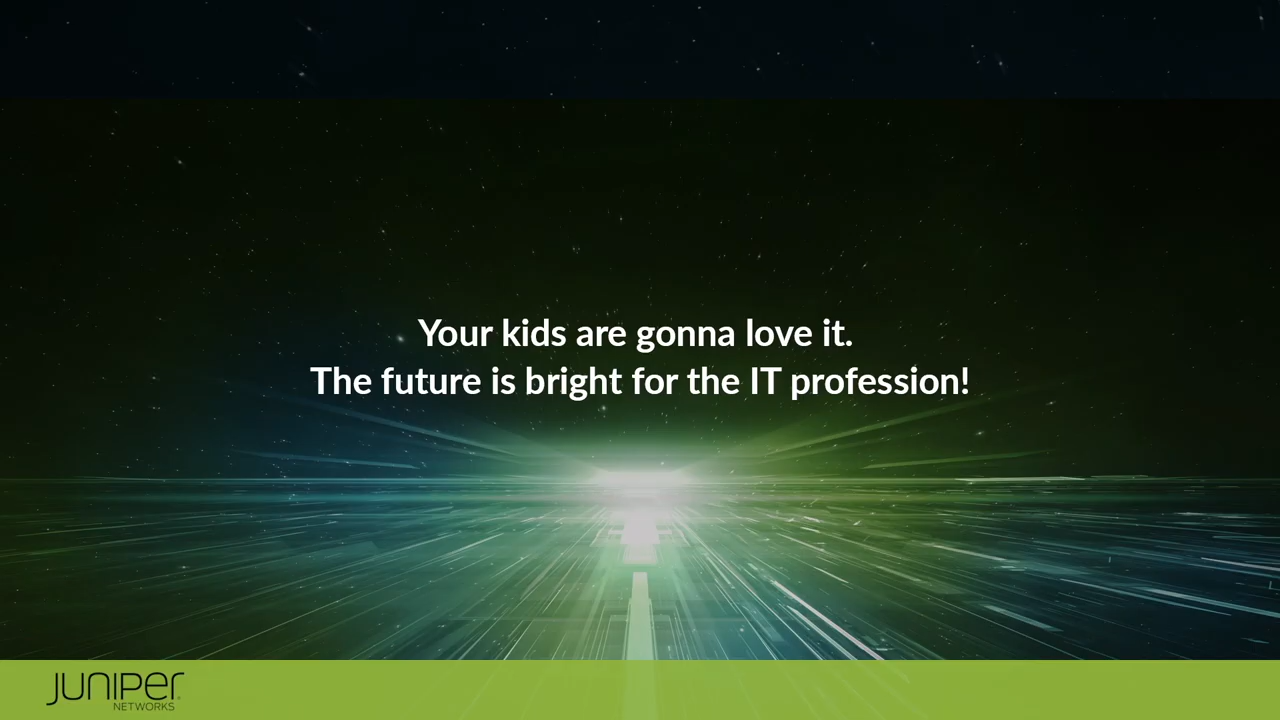 Your kids are gonna love it.
The future is bright for the IT profession!
JUNIPER
NETWORKS